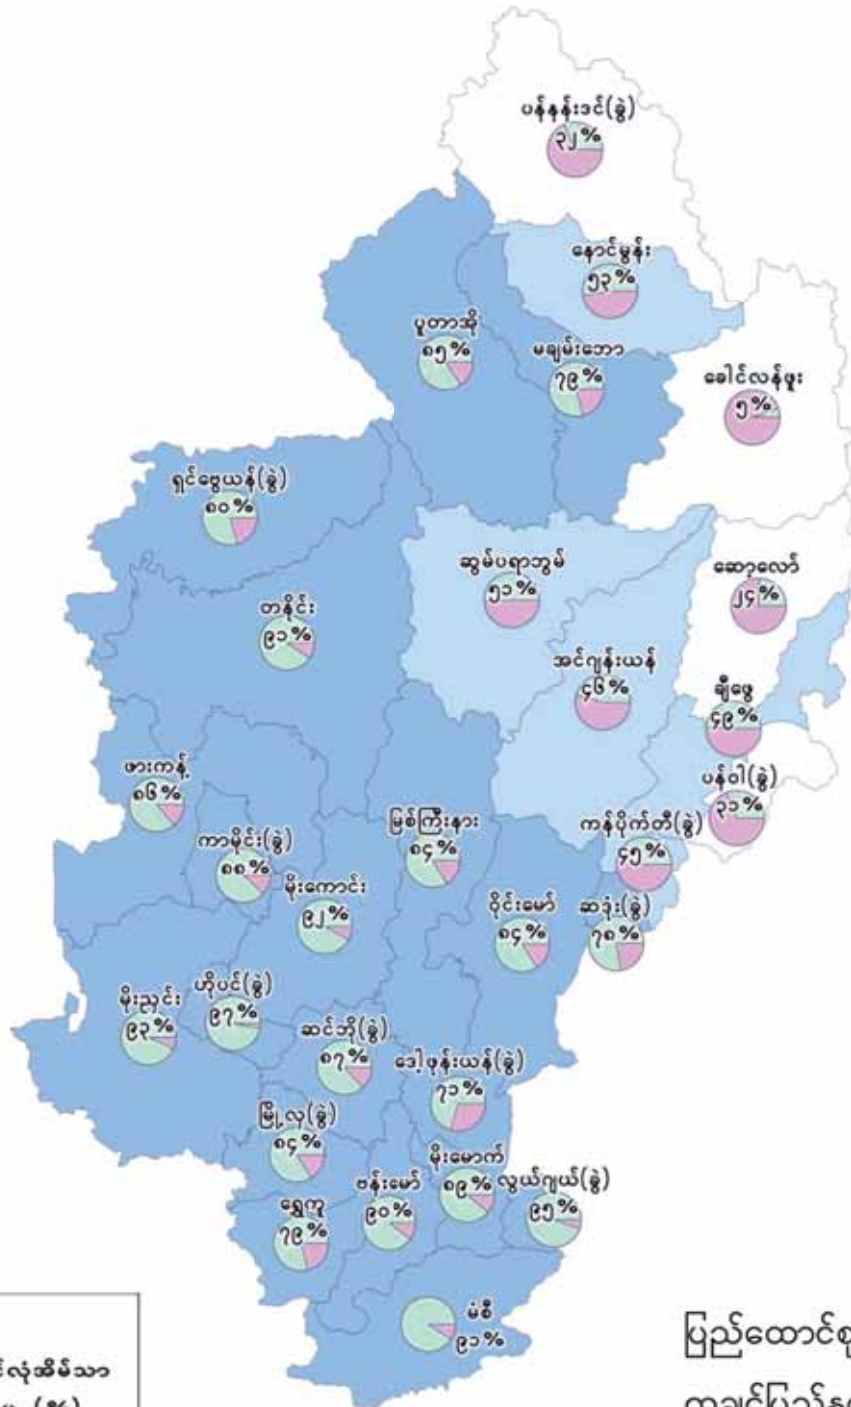 ပန်နန်းဒင်(ခွဲ)
၃၂%
နောင်မွန်း
၅၃%
ပူတာအို
၈၅%
မချမ်းဘော
၇၉%
ခေါင်လန်ဖူး
၅%
ရှင်ဗွေယန်(ခွဲ)
၈၀%
ဆွမ်ပရာဘွမ်
၅၁%
ဆော့လော်
၂၄%
တနိုင်း
၉၁%
အင်ဂျန်းယန်
၄၆%
ချီဖွေ
၄၉%
ဖားကန့်
၈၆%
ပန်ဝါ(ခွဲ)
၃၁%
မြစ်ကြီးနား
၈၄%
ကန်ပိုက်တီ(ခွဲ)
၄၅%
ကာမိုင်း(ခွဲ)
၈၈%
မိုးကောင်း
၉၂%
ဝိုင်းမော်
၈၄%
ဆဒုံး(ခွဲ)
၇၈%
မိုးညှင်း
၉၃%
ဟိုပင်(ခွဲ)
၉၇%
ဆင်ဘို(ခွဲ)
၈၇%
ဒေါ့ဖုန်းယန်(ခွဲ)
၇၁%
မြို့လှ(ခွဲ)
၈၄%
မိုးမောက်
၈၉%
လွယ်ဂျယ်(ခွဲ)
၉၅%
ဗန်းမော်
၉၀%
ရွှေကူ
၇၉%
မံစီ
၉၁%
လုံအိမ်သာ
(%)
ပြည်ထောင်စု